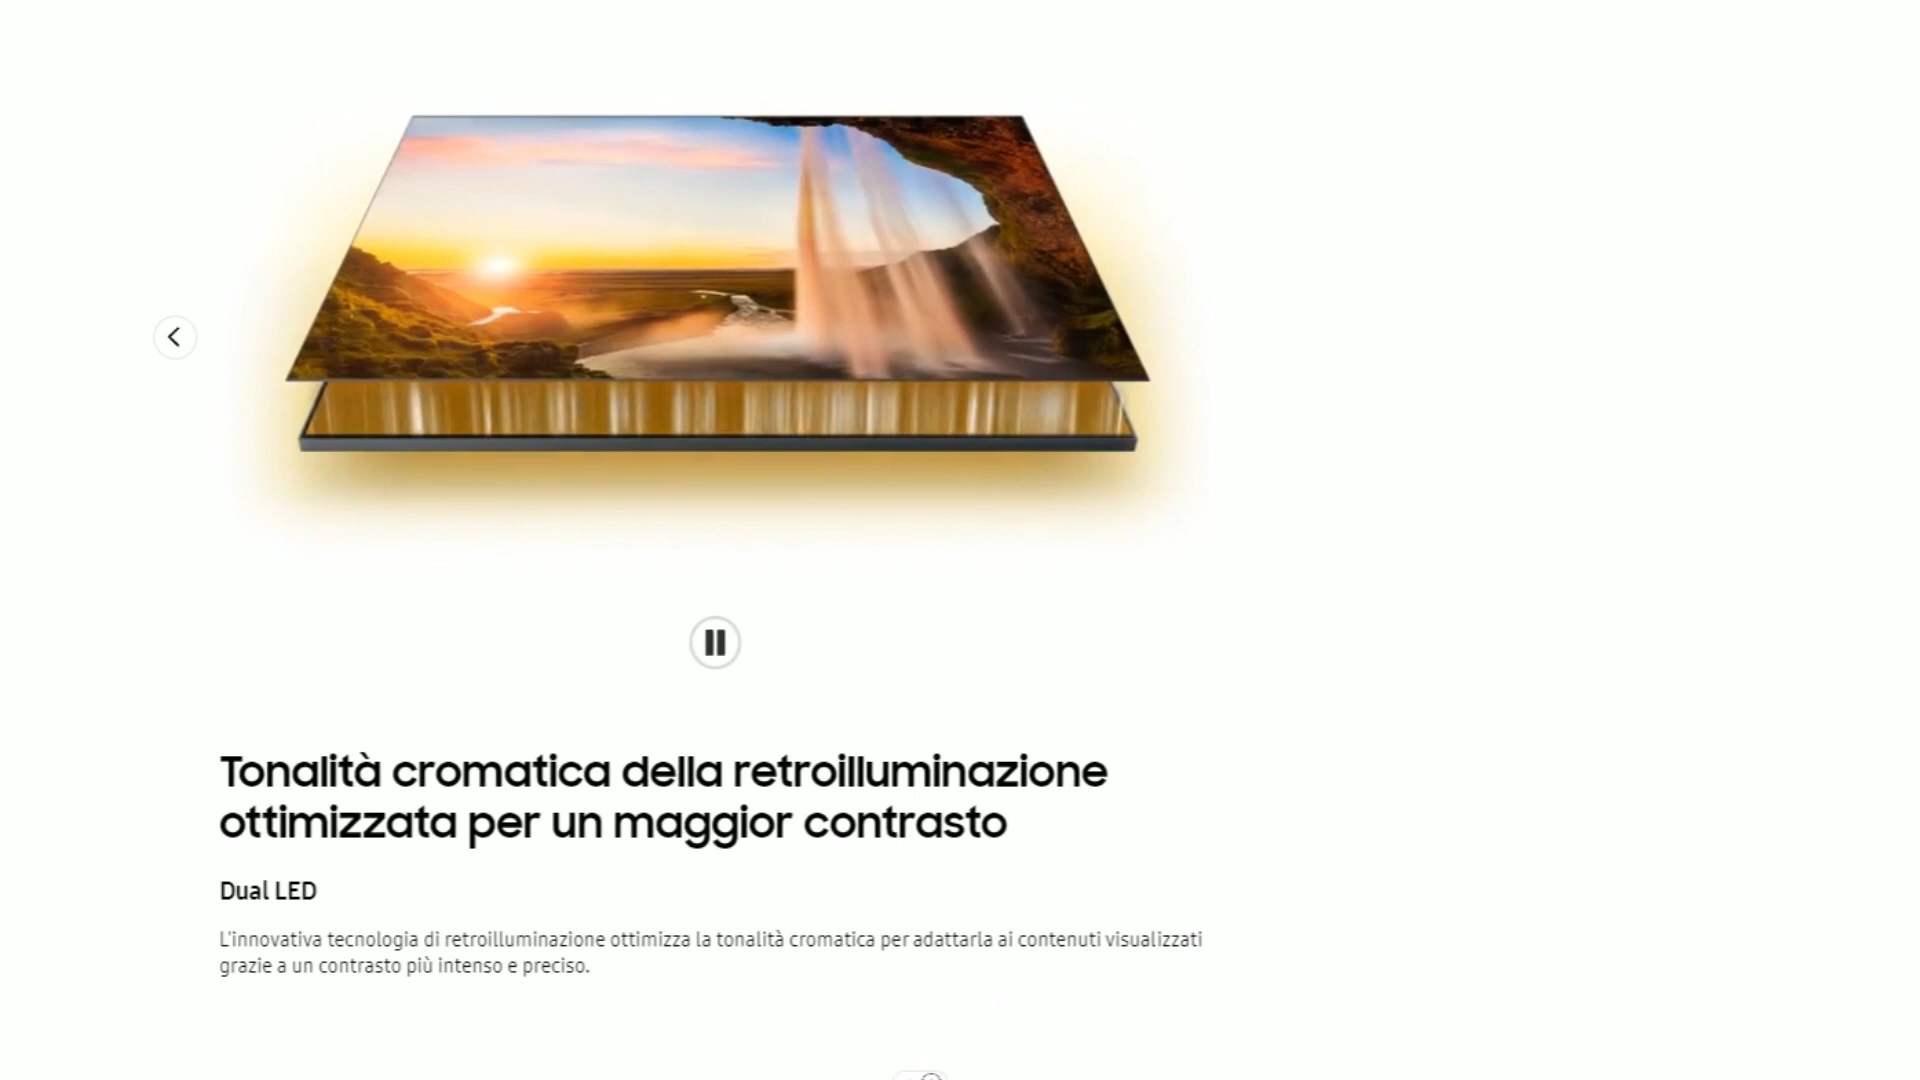 Tonalità cromatica della retroilluminazione
ottimizzata per un maggior contrasto
Dual LED
L'innovativa tecnologia di retroilluminazione ottimizza la tonalità cromatica per adattarla ai contenuti visualizzati
grazie a un contrasto più intenso e preciso.